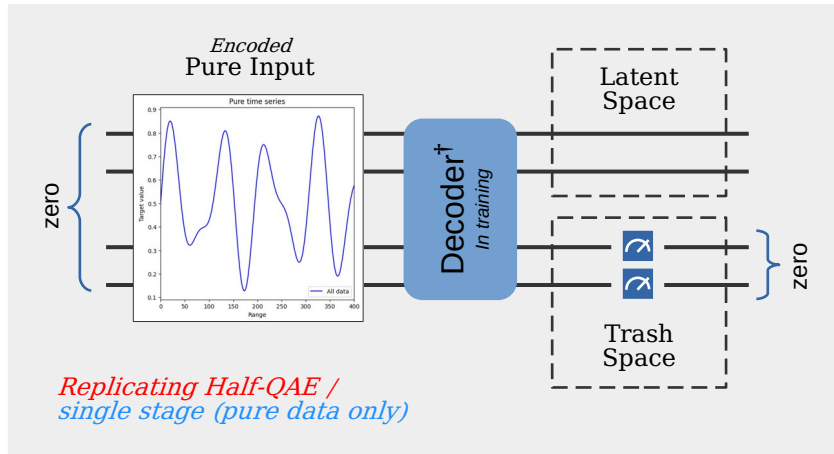 Encoded
Pure Input
zero
Pure time series
Target value
0.9
0.8
0.7
0.6
0.5
0.4
0.3
0.2
0.1
0 50 100 150 200 250 300 350 400
Range
All data
Decoder†
In training
Latent
Space
Trash
Space
zero
Replicating Half-QAE /
single stage (pure data only)